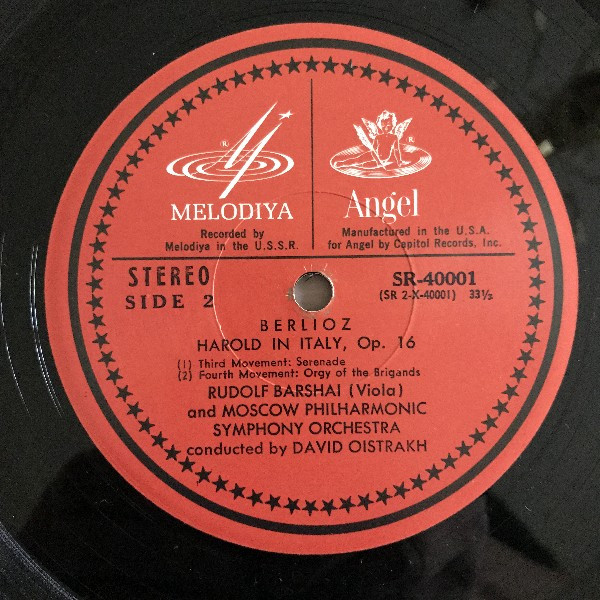 ®
®
MELODIYA
Angel
Recorded by
Melodiya in the U.S.S.R.
Manufactured in the U.S.A.
for Angel by Capitol Records, Inc.
STEREO
SIDE 2
SR-40001
(SR 2-X-40001) 33⅓
BERLIOZ
HAROLD IN ITALY, Op. 16
(1) Third Movement: Serenade
(2) Fourth Movement: Orgy of the Brigands
RUDOLF BARSHAI (Viola)
and MOSCOW PHILHARMONIC
SYMPHONY ORCHESTRA
conducted by DAVID OISTRAKH